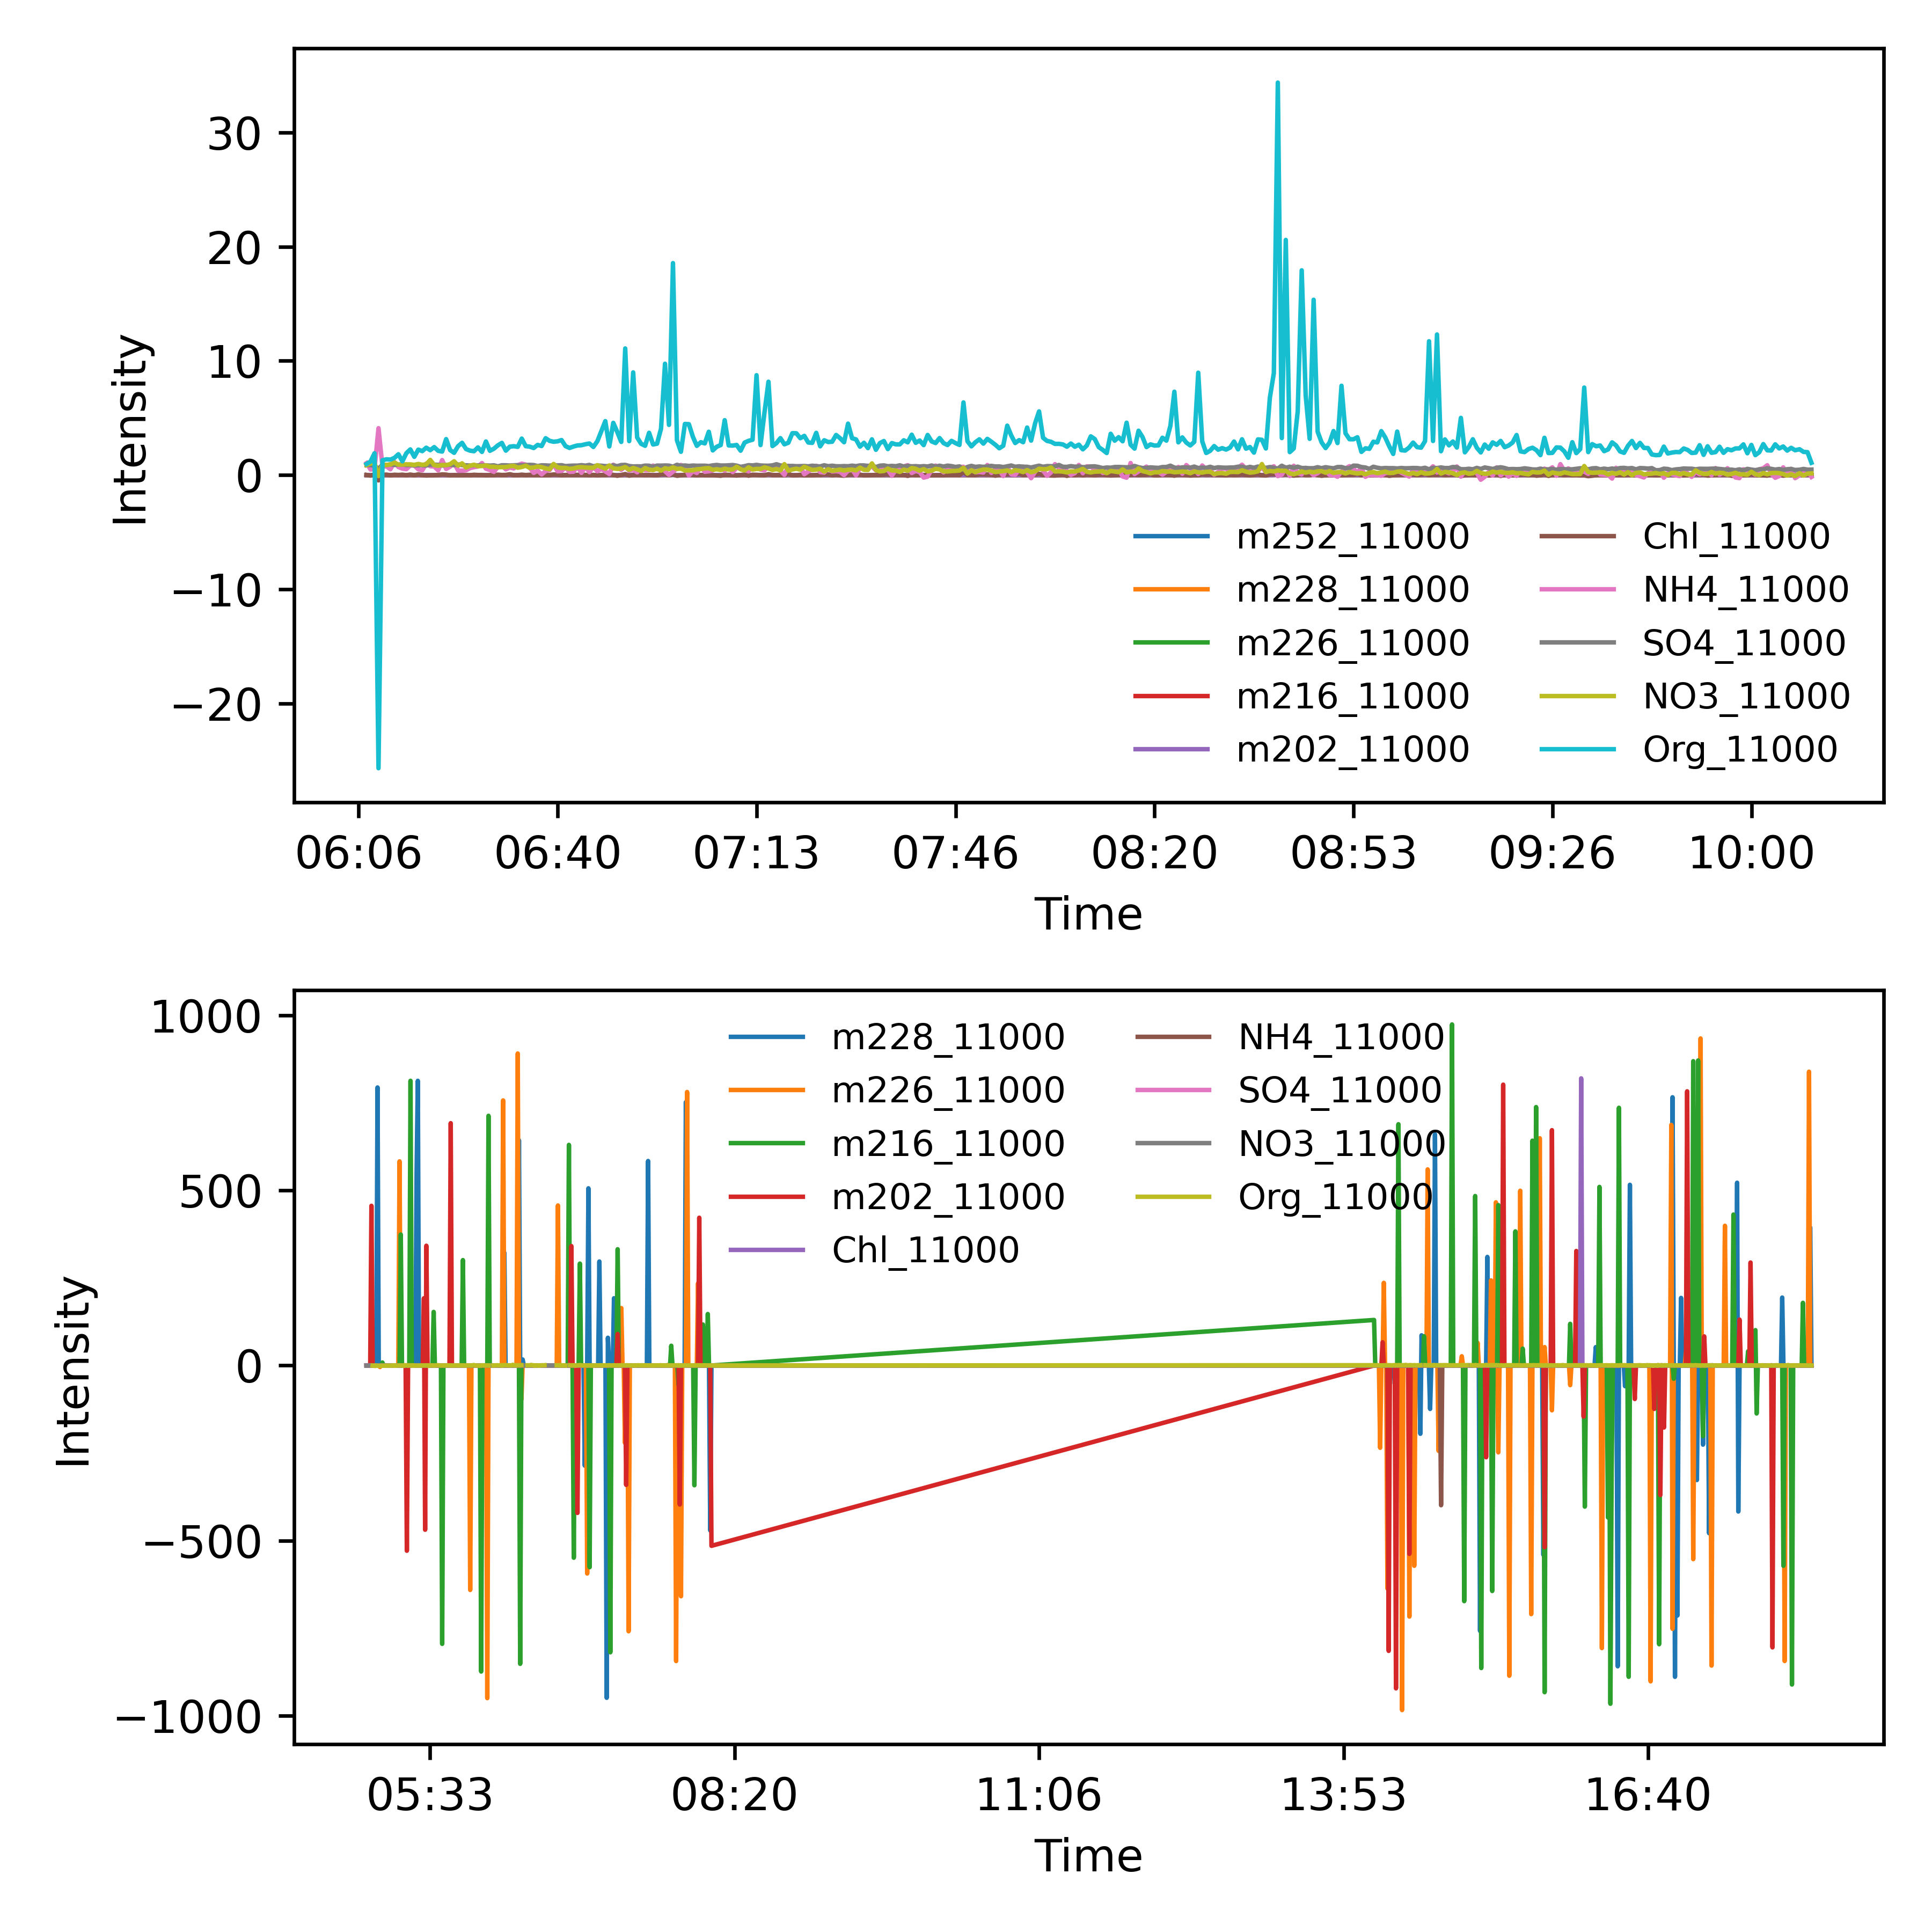 30
20
10
0
−10
−20
Intensity
m252_11000
m228_11000
m226_11000
m216_11000
m202_11000
Chl_11000
NH4_11000
SO4_11000
NO3_11000
Org_11000
06:06 06:40 07:13 07:46 08:20 08:53 09:26 10:00
Time
1000
500
0
−500
−1000
Intensity
m228_11000
m226_11000
m216_11000
m202_11000
Chl_11000
NH4_11000
SO4_11000
NO3_11000
Org_11000
05:33 08:20 11:06 13:53 16:40
Time